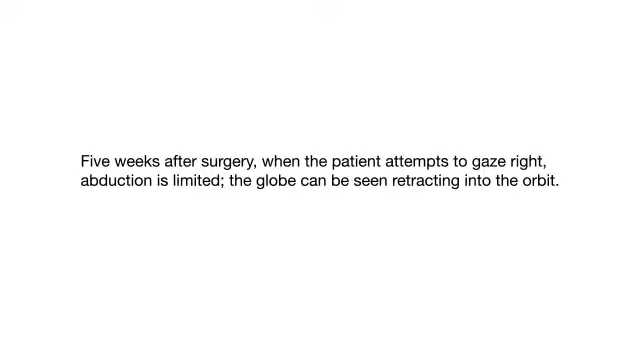 Five weeks after surgery, when the patient attempts to gaze right,
abduction is limited; the globe can be seen retracting into the orbit.